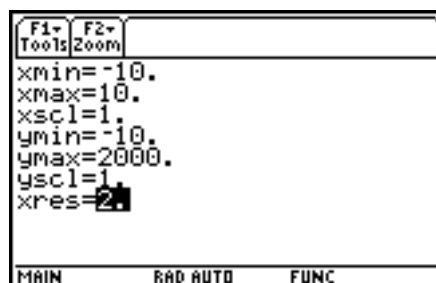 F1▾ F2▾
Tools Zoom
xmin=⁻10.
xmax=10.
xscl=1.
ymin=⁻10.
ymax=2000.
yscl=1.
xres=2.
MAIN RAD AUTO FUNC